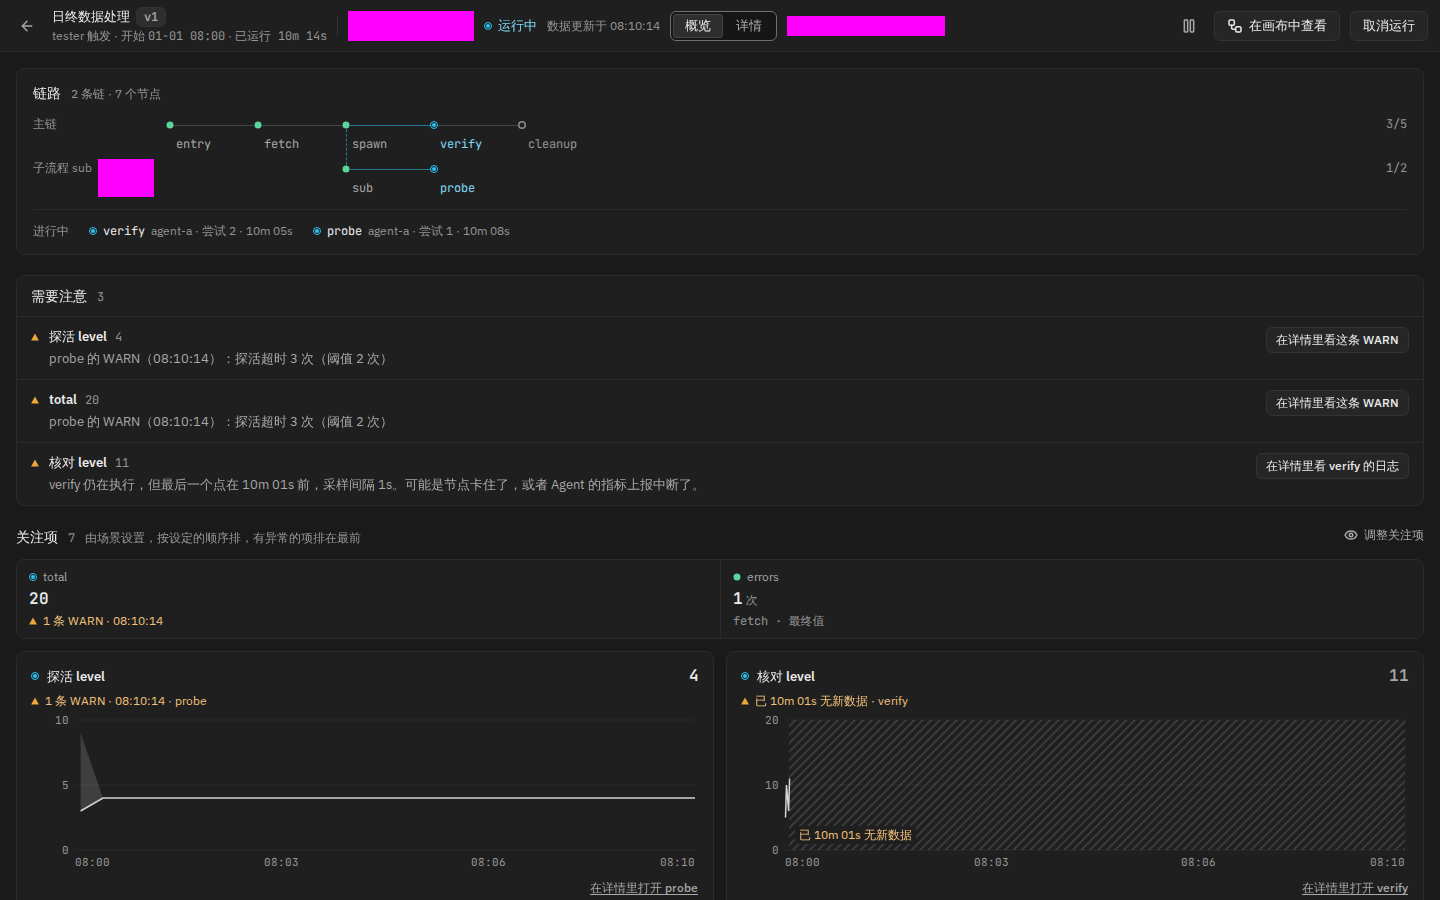 日终数据处理 v1
tester 触发 · 开始 01-01 08:00 · 已运行 10m 14s
运行中 数据更新于 08:10:14 概览 详情
在画布中查看 取消运行
链路 2 条链 · 7 个节点
主链 3/5
entry fetch spawn verify cleanup
子流程 sub 1/2
sub probe
进行中 verify agent-a · 尝试 2 · 10m 05s probe agent-a · 尝试 1 · 10m 08s
需要注意 3
探活 level 4
probe 的 WARN（08:10:14）：探活超时 3 次（阈值 2 次）
在详情里看这条 WARN
total 20
probe 的 WARN（08:10:14）：探活超时 3 次（阈值 2 次）
在详情里看这条 WARN
核对 level 11
verify 仍在执行，但最后一个点在 10m 01s 前，采样间隔 1s。可能是节点卡住了，或者 Agent 的指标上报中断了。
在详情里看 verify 的日志
关注项 7 由场景设置，按设定的顺序排，有异常的项排在最前
调整关注项
total
20
1 条 WARN · 08:10:14
errors
1 次
fetch · 最终值
探活 level 4
1 条 WARN · 08:10:14 · probe
10
5
0
08:00 08:03 08:06 08:10
在详情里打开 probe
核对 level 11
已 10m 01s 无新数据 · verify
20
10
已 10m 01s 无新数据
0
08:00 08:03 08:06 08:10
在详情里打开 verify